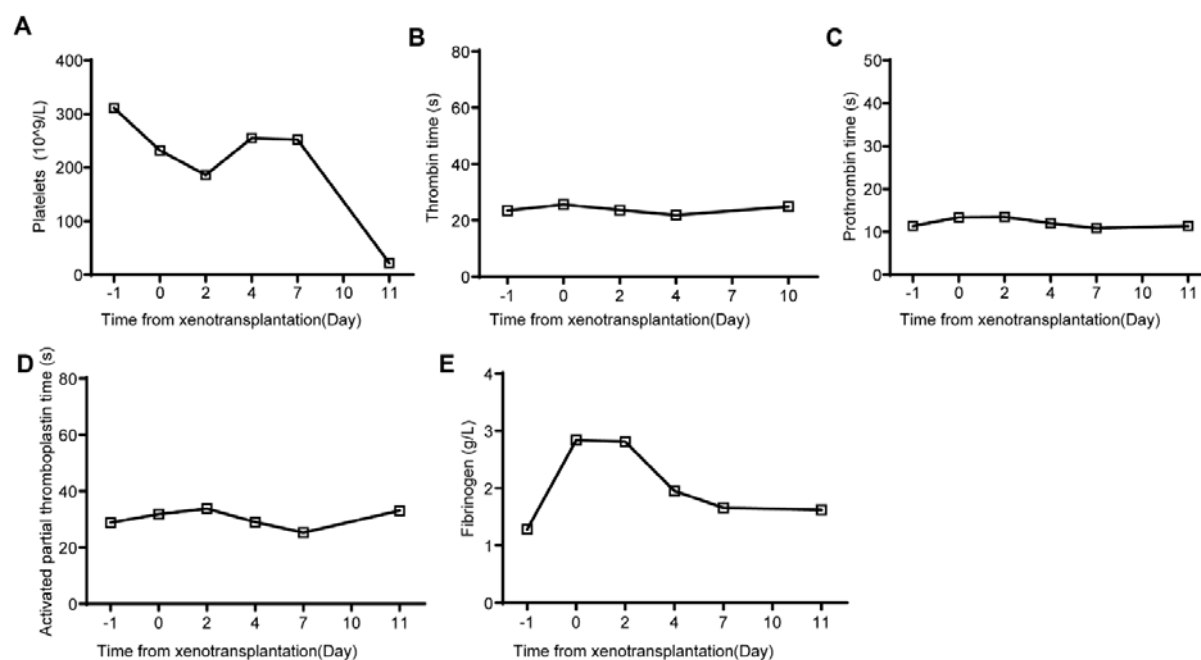 A
Platelets (10^9/L)
400
300
200
100
0
-1 0 2 4 7 10 11
Time from xenotransplantation(Day)
B
Thrombin time (s)
80
60
40
20
0
-1 0 2 4 7 10
Time from xenotransplantation(Day)
C
Prothrombin time (s)
50
40
30
20
10
0
-1 0 2 4 7 10 11
Time from xenotransplantation(Day)
D
Activated partial thromboplastin time (s)
80
60
40
20
0
-1 0 2 4 7 10 11
Time from xenotransplantation(Day)
E
Fibrinogen (g/L)
4
3
2
1
0
-1 0 2 4 7 10 11
Time from xenotransplantation(Day)